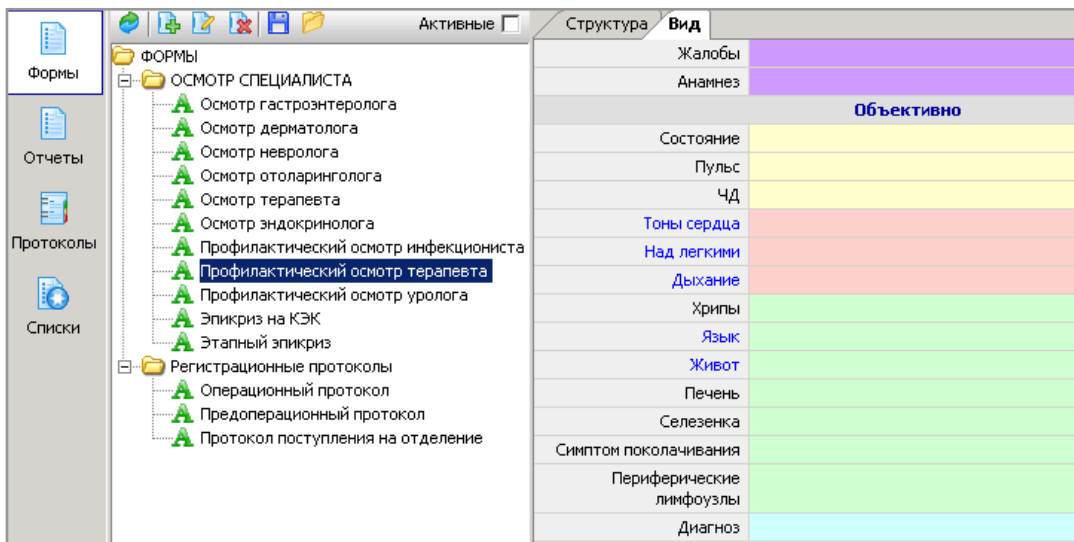 Формы
Отчеты
Протоколы
Списки
Активные
ФОРМЫ
ОСМОТР СПЕЦИАЛИСТА
Осмотр гастроэнтеролога
Осмотр дерматолога
Осмотр невролога
Осмотр отоларинголога
Осмотр терапевта
Осмотр эндокринолога
Профилактический осмотр инфекциониста
Профилактический осмотр терапевта
Профилактический осмотр уролога
Эпикриз на КЭК
Этапный эпикриз
Регистрационные протоколы
Операционный протокол
Предоперационный протокол
Протокол поступления на отделение
Структура Вид
Жалобы
Анамнез
Объективно
Состояние
Пульс
ЧД
Тоны сердца
Над легкими
Дыхание
Хрипы
Язык
Живот
Печень
Селезенка
Симптом поколачивания
Периферические
лимфоузлы
Диагноз